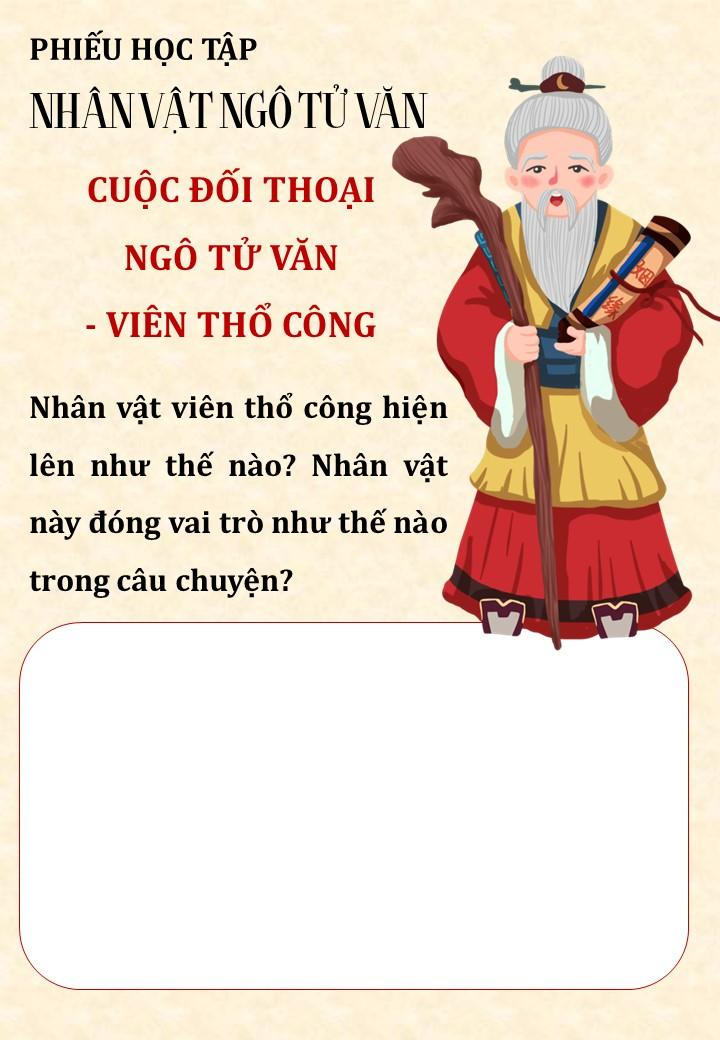 PHIẾU HỌC TẬP
NHÂN VẬT NGÔ TỬ VĂN
CUỘC ĐỐI THOẠI
NGÔ TỬ VĂN
- VIÊN THỔ CÔNG
Nhân vật viên thổ công hiện
lên như thế nào? Nhân vật
này đóng vai trò như thế nào
trong câu chuyện?
姻
缘